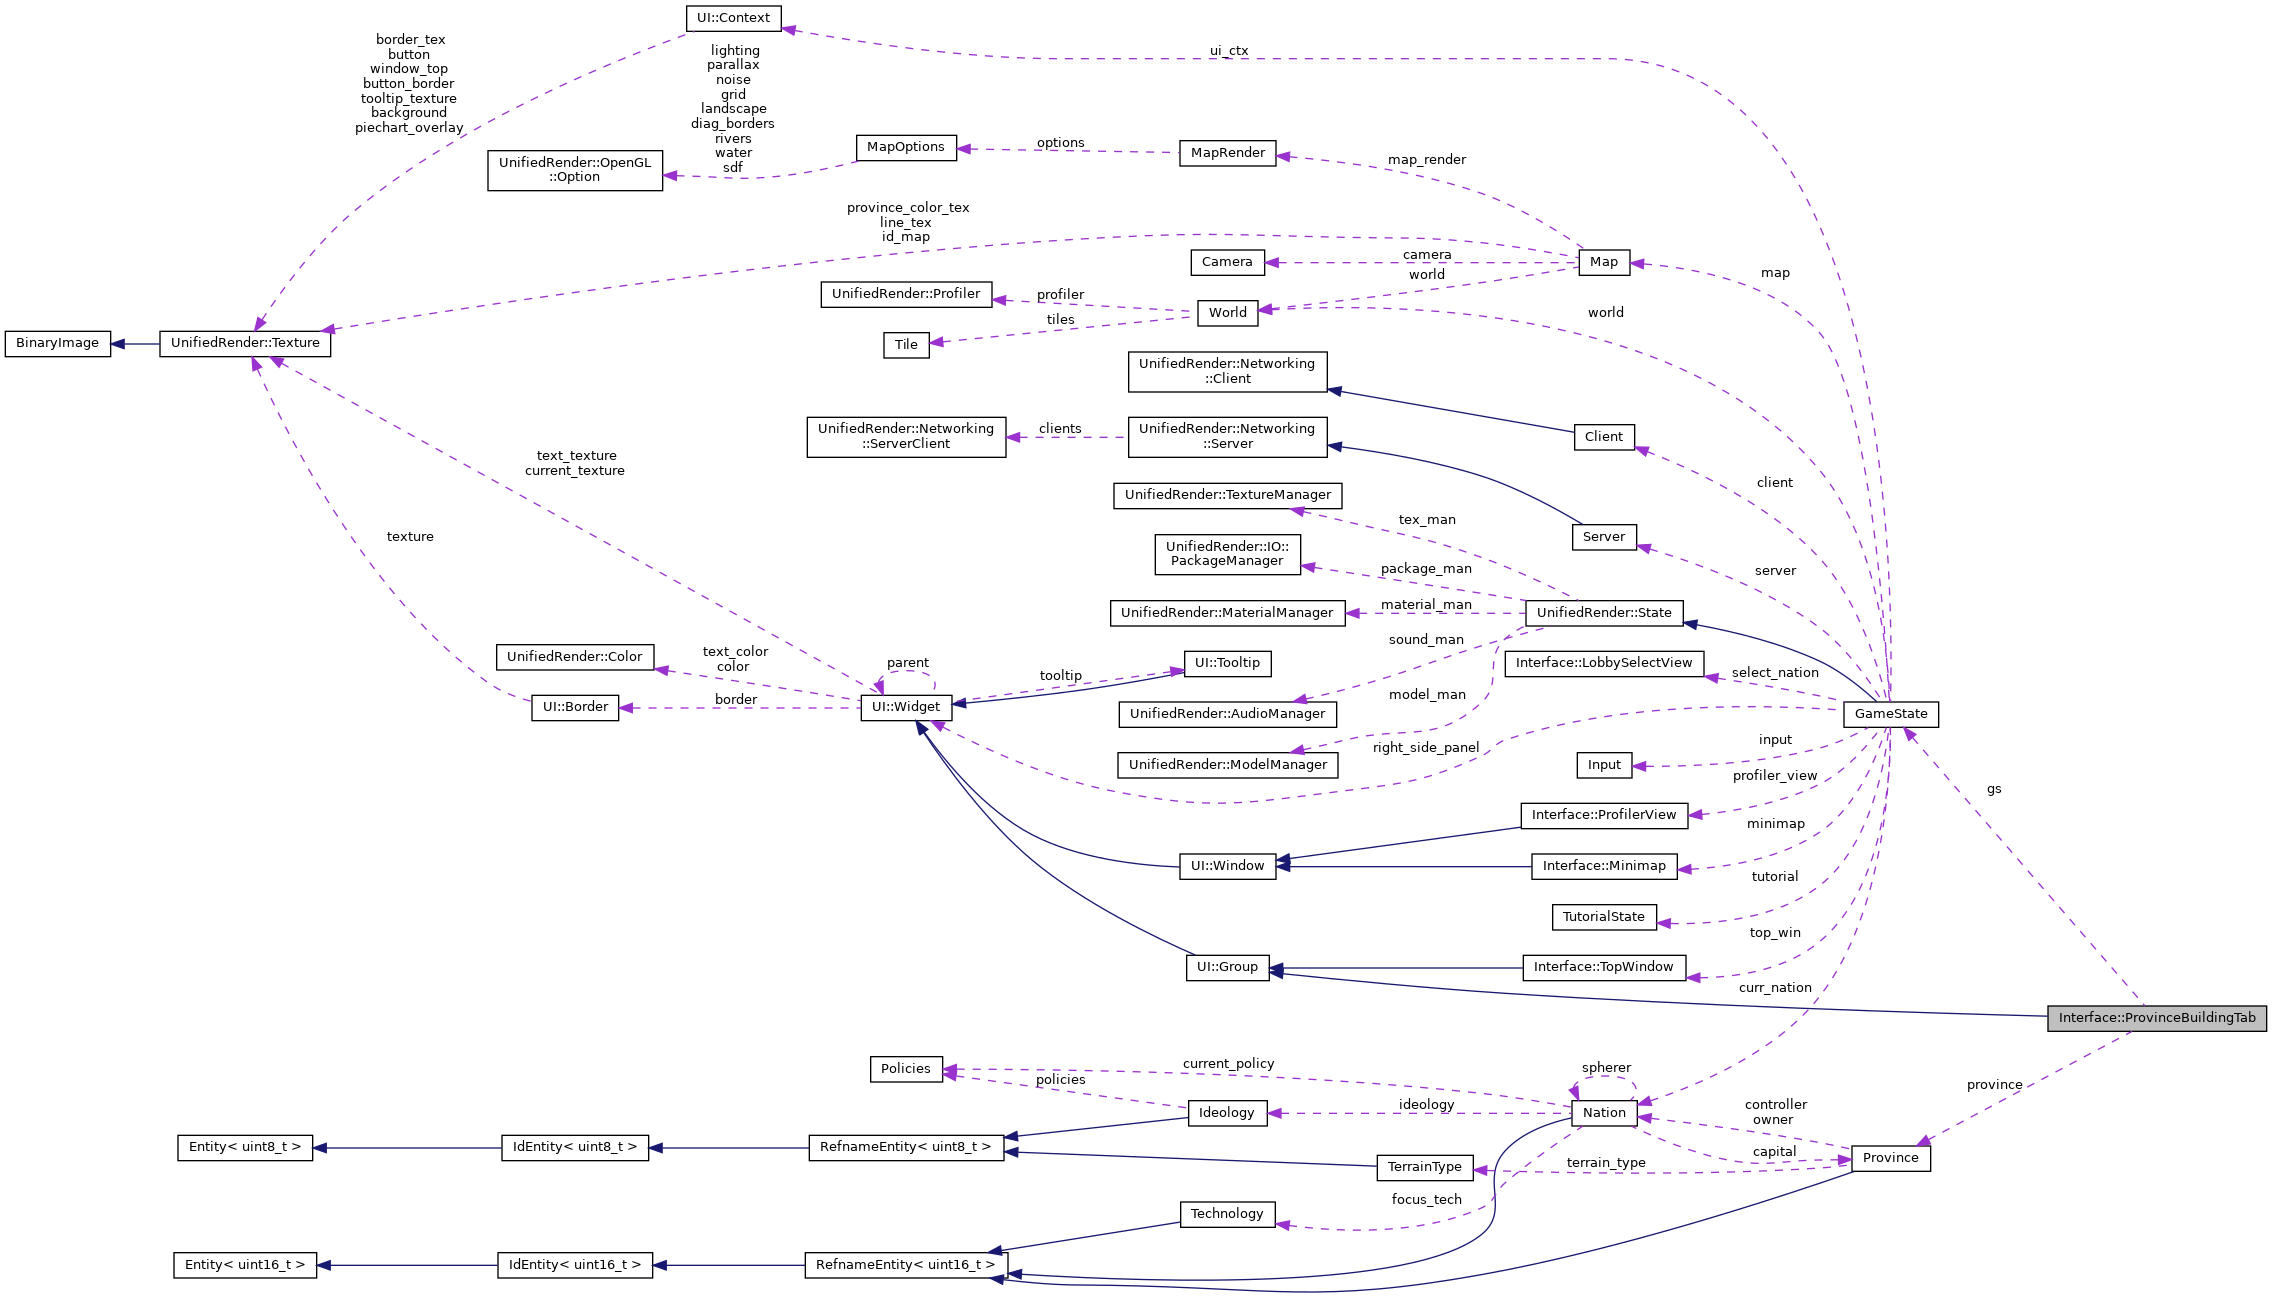 UI::Context
border_tex
button
window_top
button_border
tooltip_texture
background
piechart_overlay
lighting
parallax
noise
grid
landscape
diag_borders
rivers
water
sdf
ui_ctx
UnifiedRender::OpenGL
::Option
MapOptions
options
MapRender
map_render
province_color_tex
line_tex
id_map
Camera
camera
Map
map
world
UnifiedRender::Profiler
profiler
World
world
tiles
Tile
BinaryImage
UnifiedRender::Texture
UnifiedRender::Networking
::Client
UnifiedRender::Networking
::ServerClient
clients
UnifiedRender::Networking
::Server
Client
client
text_texture
current_texture
UnifiedRender::TextureManager
tex_man
Server
server
texture
UnifiedRender::IO::
PackageManager
package_man
UnifiedRender::MaterialManager
material_man
UnifiedRender::State
sound_man
UnifiedRender::Color
text_color
color
parent
tooltip
UI::Tooltip
Interface::LobbySelectView
select_nation
UI::Border
border
UI::Widget
model_man
UnifiedRender::AudioManager
GameState
right_side_panel
UnifiedRender::ModelManager
Input
input
profiler_view
gs
Interface::ProfilerView
minimap
UI::Window
Interface::Minimap
tutorial
TutorialState
top_win
UI::Group
Interface::TopWindow
curr_nation
Interface::ProvinceBuildingTab
Policies
current_policy
policies
spherer
province
Ideology
ideology
Nation
controller
owner
Entity< uint8_t >
IdEntity< uint8_t >
RefnameEntity< uint8_t >
capital
Province
TerrainType
terrain_type
focus_tech
Technology
Entity< uint16_t >
IdEntity< uint16_t >
RefnameEntity< uint16_t >